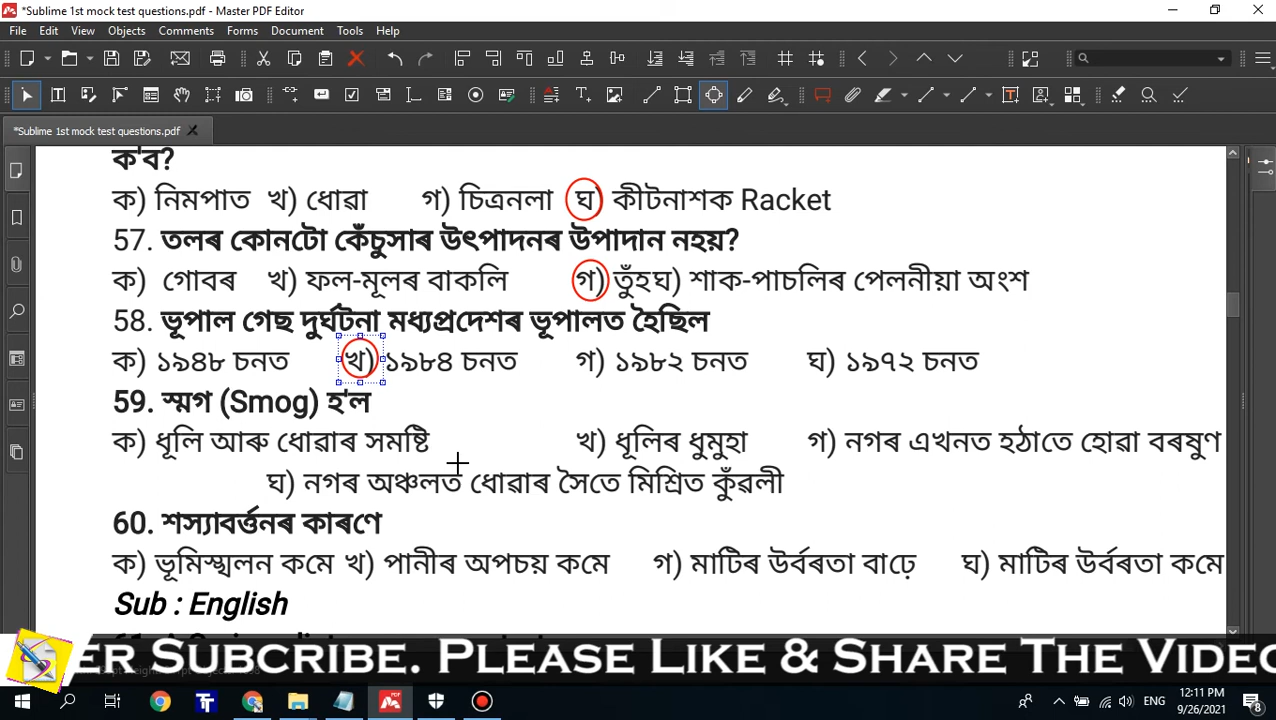 *Sublime 1st mock test questions.pdf - Master PDF Editor
File Edit View Objects Comments Forms Document Tools Help
*Sublime 1st mock test questions.pdf
ক'ব?
ক) নিমপাত খ) ধোৱা গ) চিত্ৰনলা ঘ) কীটনাশক Racket
57. তলৰ কোনটো কেঁচুসাৰ উৎপাদনৰ উপাদান নহয়?
ক) গোবৰ খ) ফল-মূলৰ বাকলি গ) তুঁহঘ) শাক-পাচলিৰ পেলনীয়া অংশ
58. ভূপাল গেছ দুৰ্ঘটনা মধ্যপ্ৰদেশৰ ভূপালত হৈছিল
ক) ১৯৪৮ চনত খ) ১৯৮৪ চনত গ) ১৯৮২ চনত ঘ) ১৯৭২ চনত
59. স্মগ (Smog) হ'ল
ক) ধূলি আৰু ধোৱাৰ সমষ্টি খ) ধূলিৰ ধুমুহা গ) নগৰ এখনত হঠাতে হোৱা বৰষুণ
ঘ) নগৰ অঞ্চলত ধোৱাৰ সৈতে মিশ্ৰিত কুঁৱলী
60. শস্যাবৰ্ত্তনৰ কাৰণে
ক) ভূমিস্খলন কমে খ) পানীৰ অপচয় কমে গ) মাটিৰ উৰ্বৰতা বাঢ়ে ঘ) মাটিৰ উৰ্বৰতা কমে
Sub : English
ER SUBCRIBE. PLEASE LIKE & SHARE THE VIDEO
ENG
12:11 PM
9/26/2021
8